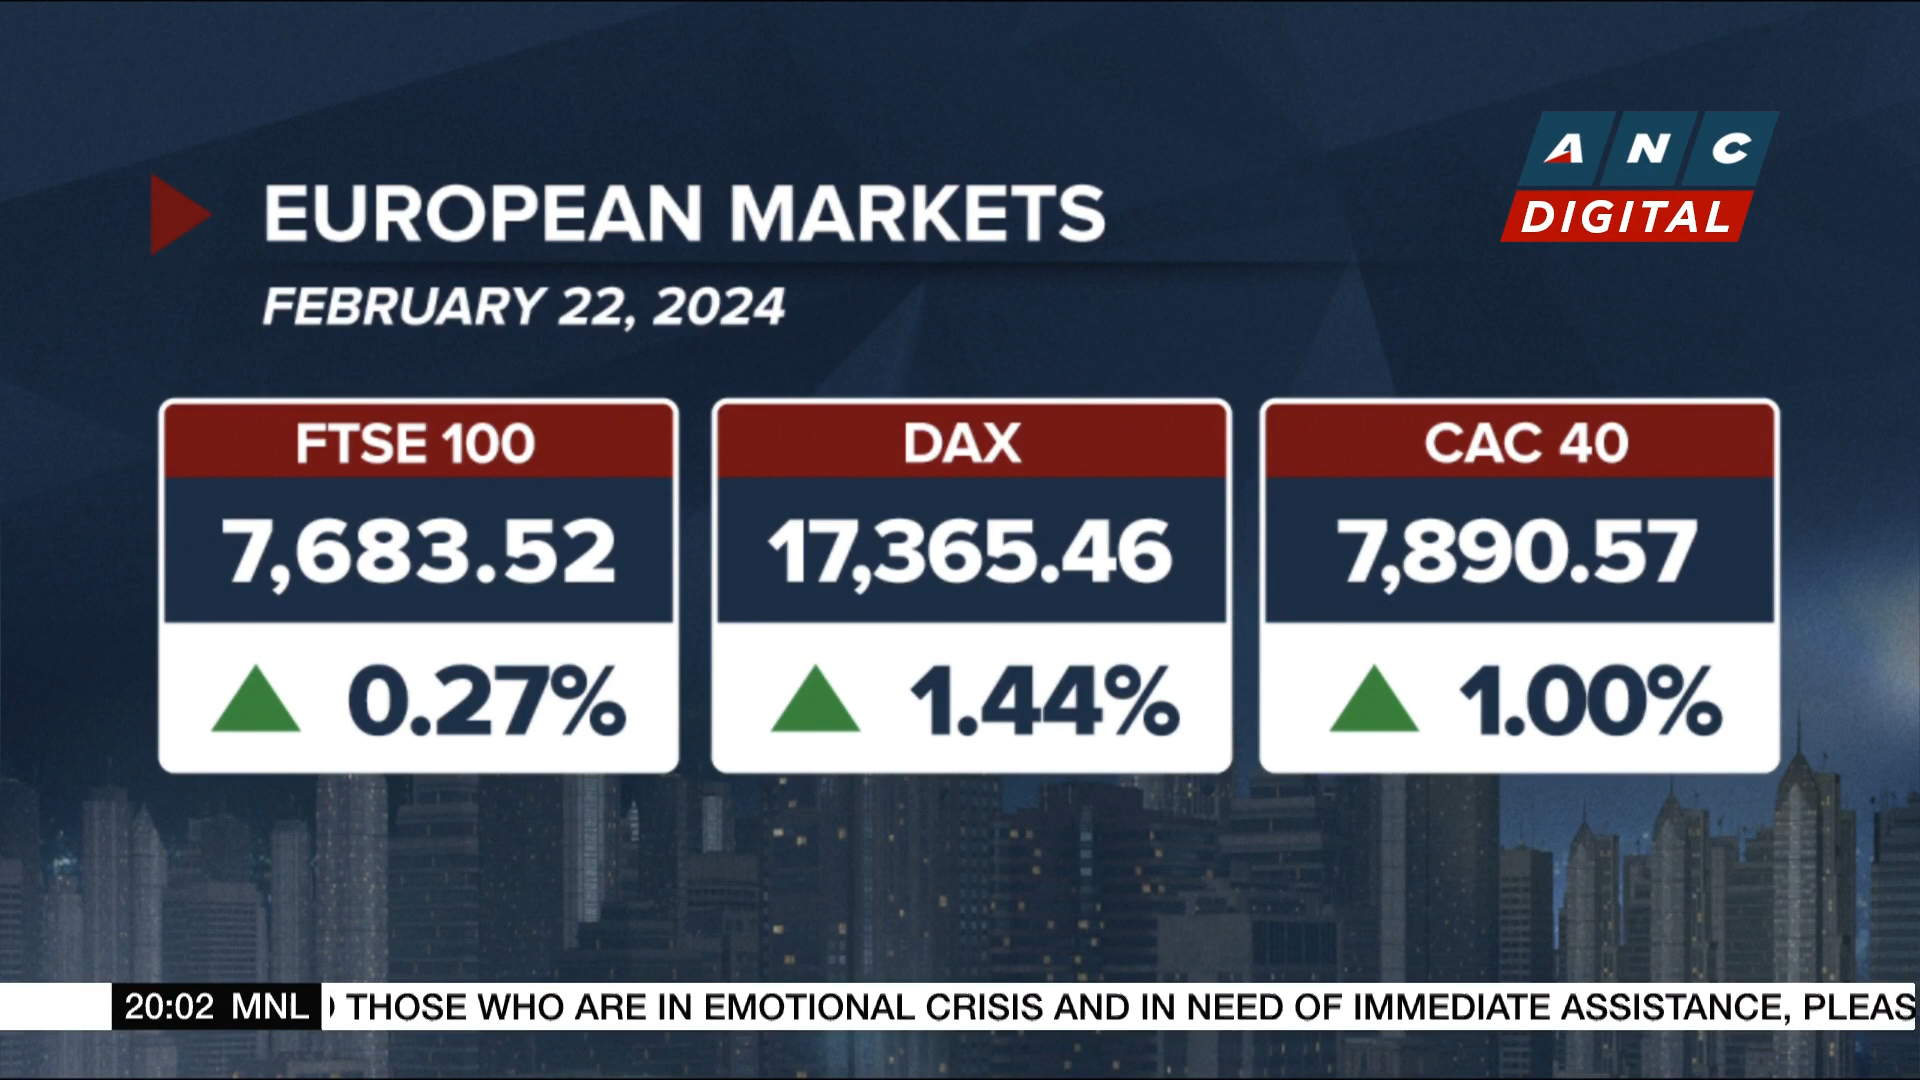 ANC
DIGITAL
EUROPEAN MARKETS
FEBRUARY 22, 2024
FTSE 100
7,683.52
0.27%
DAX
17,365.46
1.44%
CAC 40
7,890.57
1.00%
20:02 MNL
THOSE WHO ARE IN EMOTIONAL CRISIS AND IN NEED OF IMMEDIATE ASSISTANCE, PLEAS